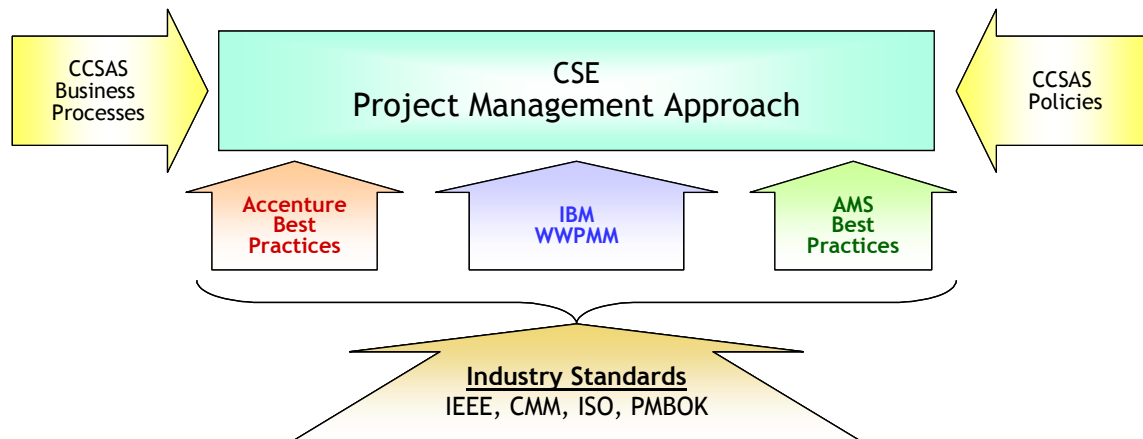 CCSAS
Business
Processes
CSE
Project Management Approach
CCSAS
Policies
Accenture
Best
Practices
IBM
WWPMM
AMS
Best
Practices
Industry Standards
IEEE, CMM, ISO, PMBOK